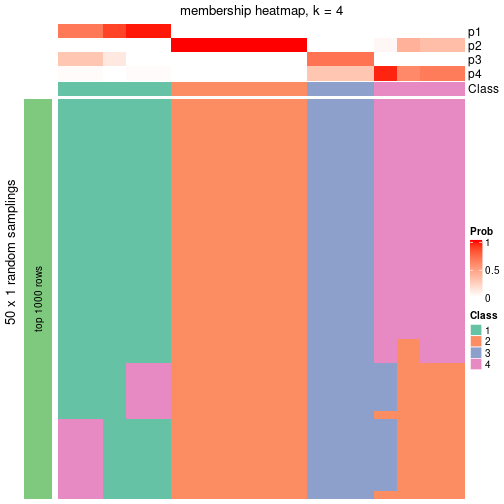 membership heatmap, k = 4
p1
p2
p3
p4
Class
50 x 1 random samplings
top 1000 rows
Prob
1
0.5
0
Class
1
2
3
4